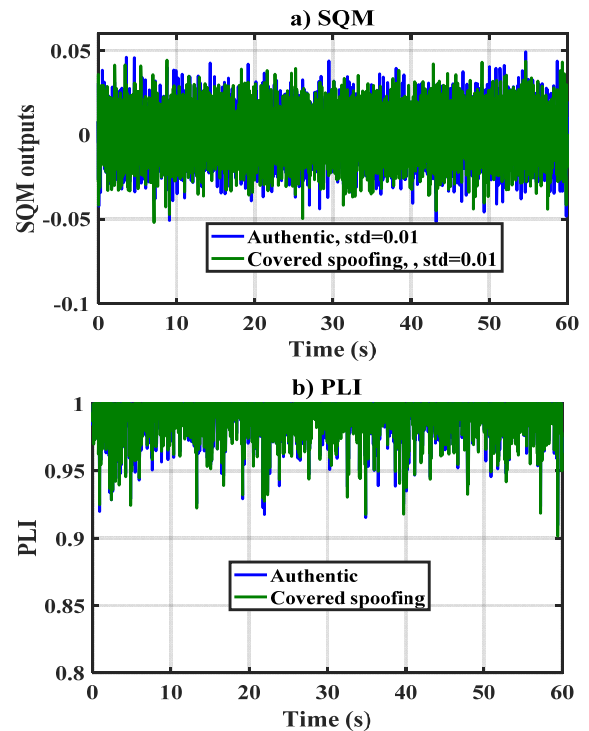 a) SQM
0.05
0
-0.05
-0.1
SQM outputs
Authentic, std=0.01
Covered spoofing, , std=0.01
0 10 20 30 40 50 60
Time (s)
b) PLI
1
0.95
0.9
0.85
0.8
PLI
Authentic
Covered spoofing
0 10 20 30 40 50 60
Time (s)